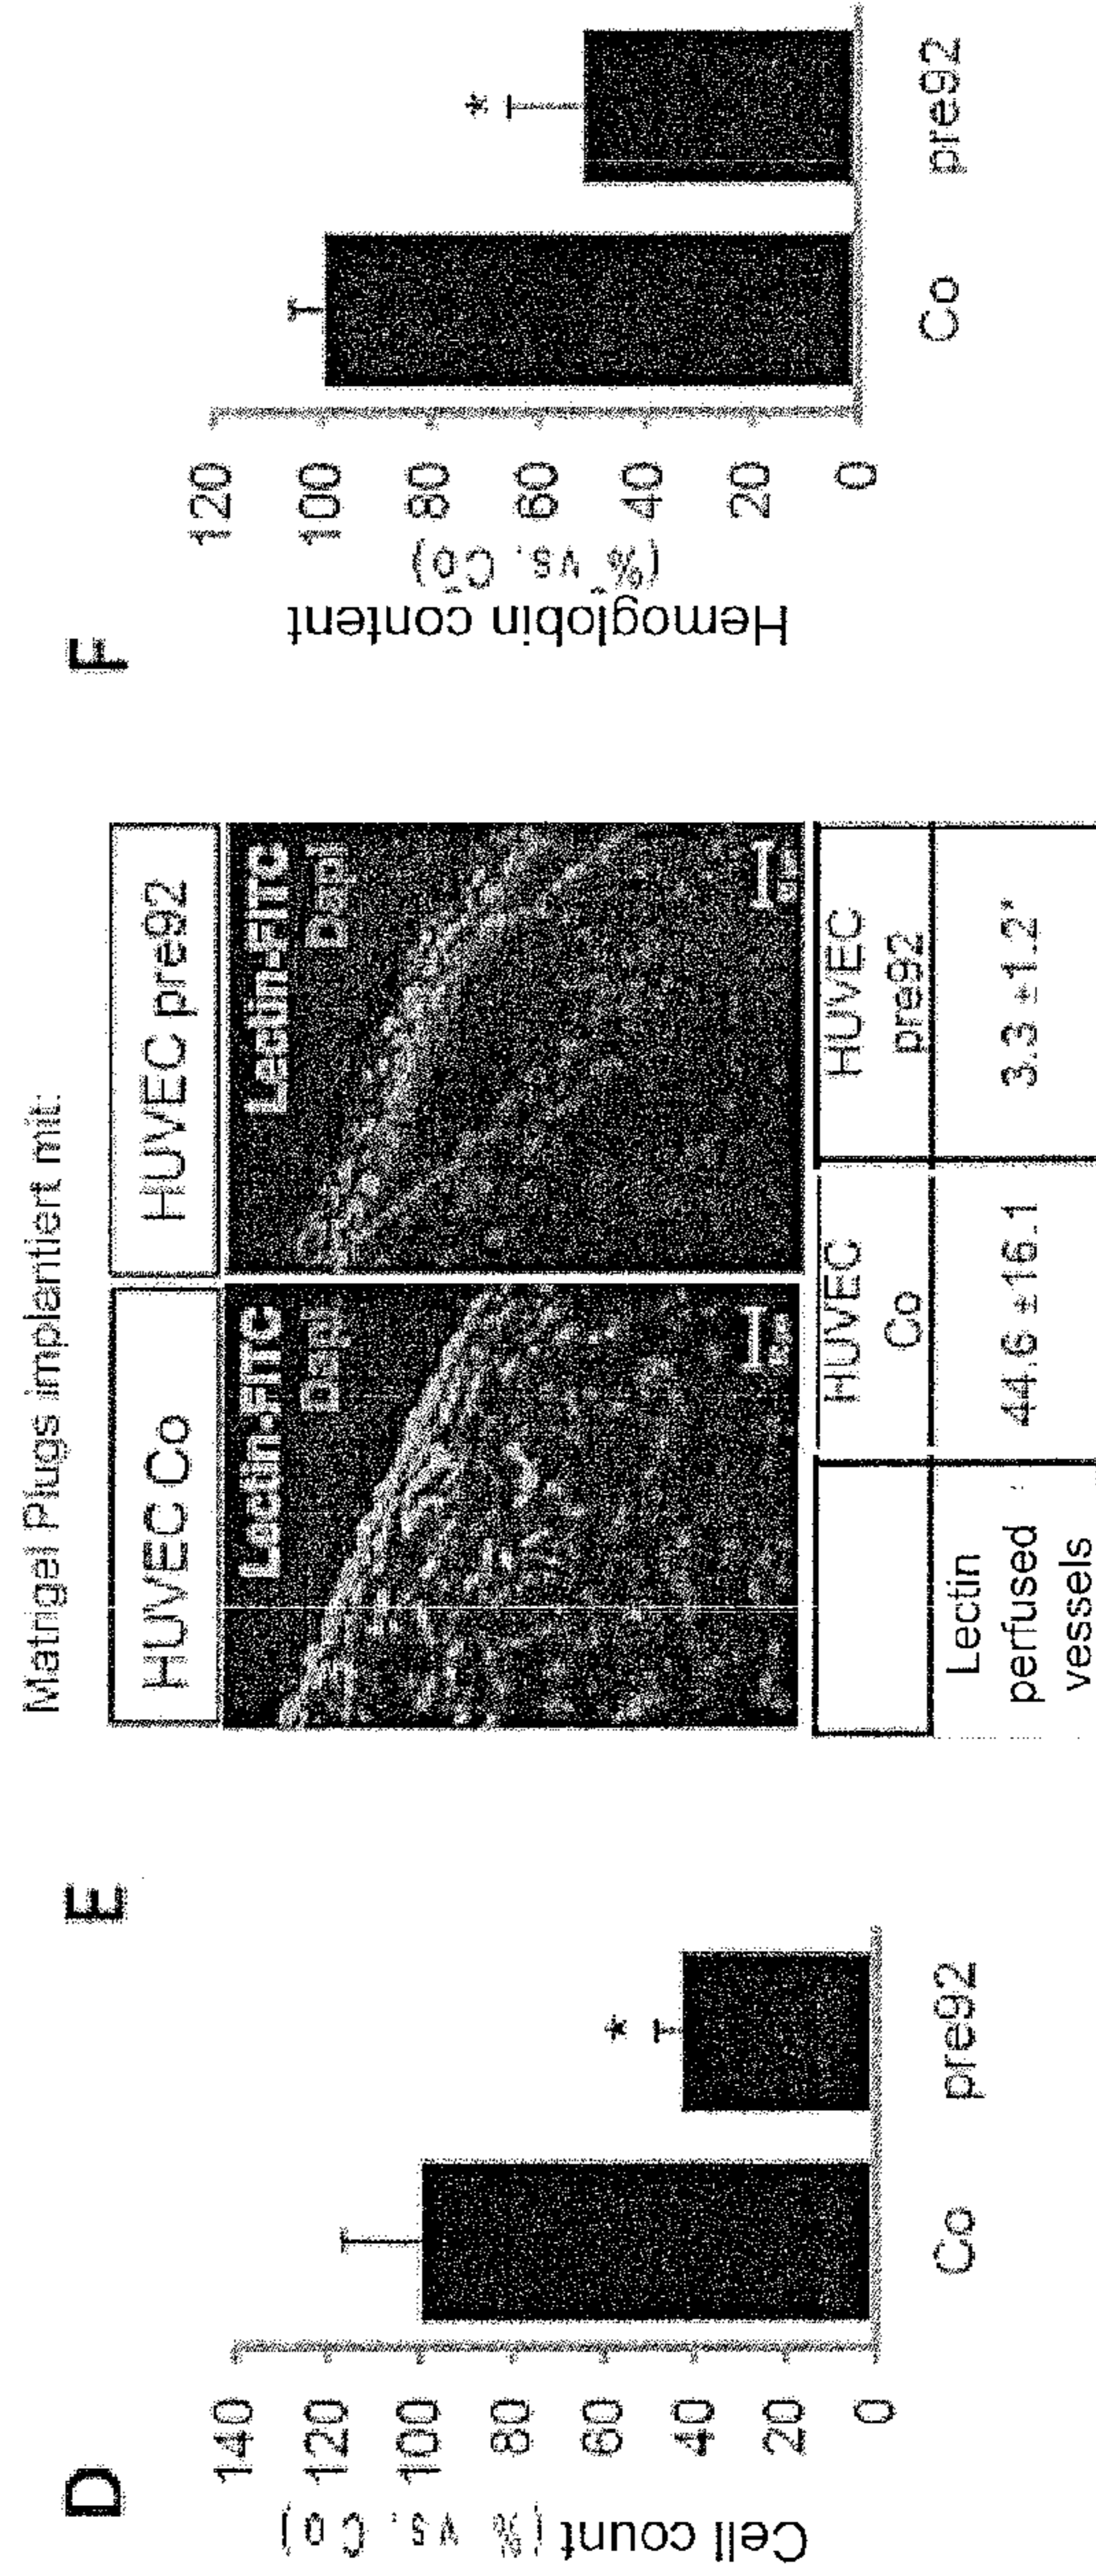 D
Cell count
(% vs. Co)
140
120
100
80
60
40
20
0
*
Co
pre92
E
Matrigel Plugs implantiert mit:
HUVEC Co
HUVEC pre92
Lectin-FITC
Dapi
Lectin-FITC
Dapi
HUVEC
Co
HUVEC
pre92
Lectin
perfused
vessels
44.6 ±16.1
3.3 ±1.2*
F
Hemoglobin content
(% vs. Co)
120
100
80
60
40
20
0
*
Co
pre92